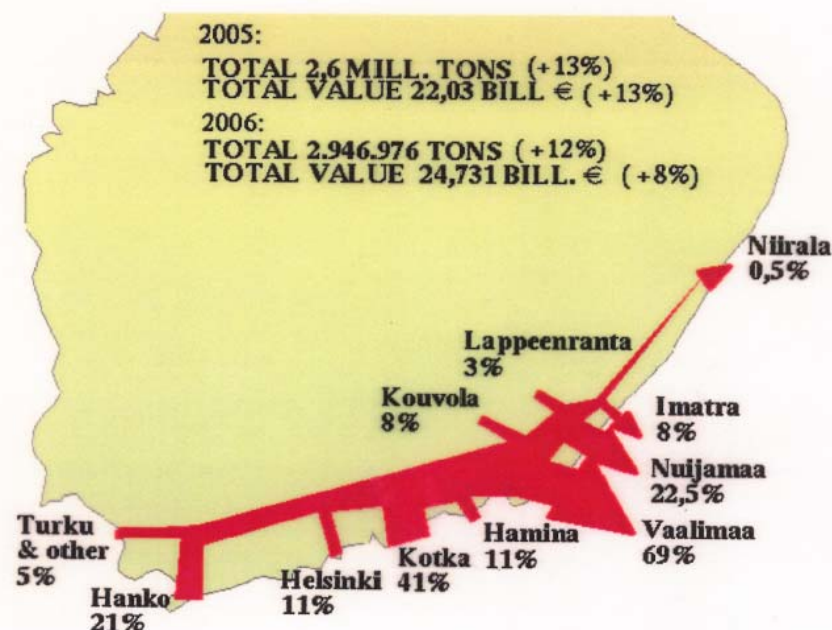 2005:
TOTAL 2,6 MILL. TONS (+13%)
TOTAL VALUE 22,03 BILL € (+13%)
2006:
TOTAL 2.946.976 TONS (+12%)
TOTAL VALUE 24,731 BILL. € (+8%)
Niirala
0,5%
Lappeenranta
3%
Kouvola
8%
Imatra
8%
Nuijamaa
22,5%
Vaalimaa
69%
Hamina
11%
Kotka
41%
Helsinki
11%
Turku
& other
5%
Hanko
21%